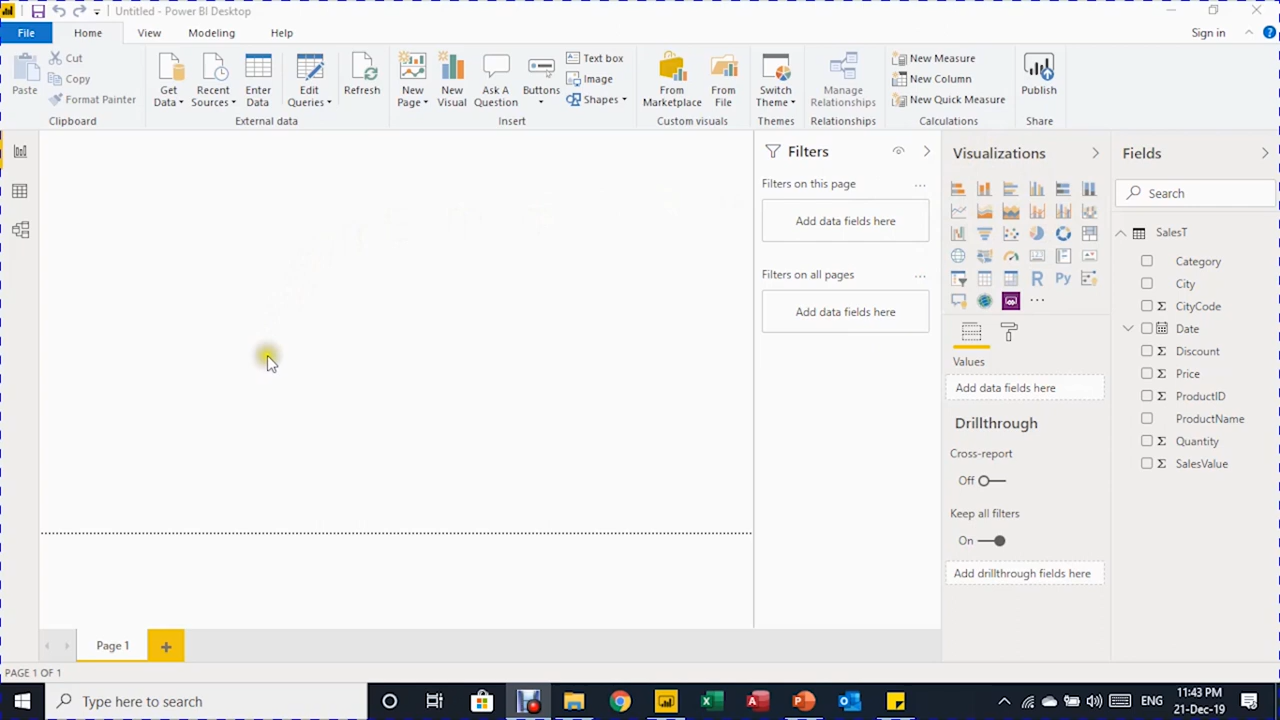 Untitled - Power BI Desktop
File Home View Modeling Help Sign in
Paste
Cut
Copy
Format Painter
Clipboard
Get Data
Recent Sources
Enter Data
Edit Queries
Refresh
External data
New Page
New Visual
Ask A Question
Buttons
Text box
Image
Shapes
Insert
From Marketplace
From File
Custom visuals
Switch Theme
Themes
Manage Relationships
Relationships
New Measure
New Column
New Quick Measure
Calculations
Publish
Share
Filters
Filters on this page
Add data fields here
Filters on all pages
Add data fields here
Visualizations
R Py
Values
Add data fields here
Drillthrough
Cross-report
Off
Keep all filters
On
Add drillthrough fields here
Fields
Search
SalesT
Category
City
CityCode
Date
Discount
Price
ProductID
ProductName
Quantity
SalesValue
Page 1
PAGE 1 OF 1
Type here to search
ENG
11:43 PM
21-Dec-19